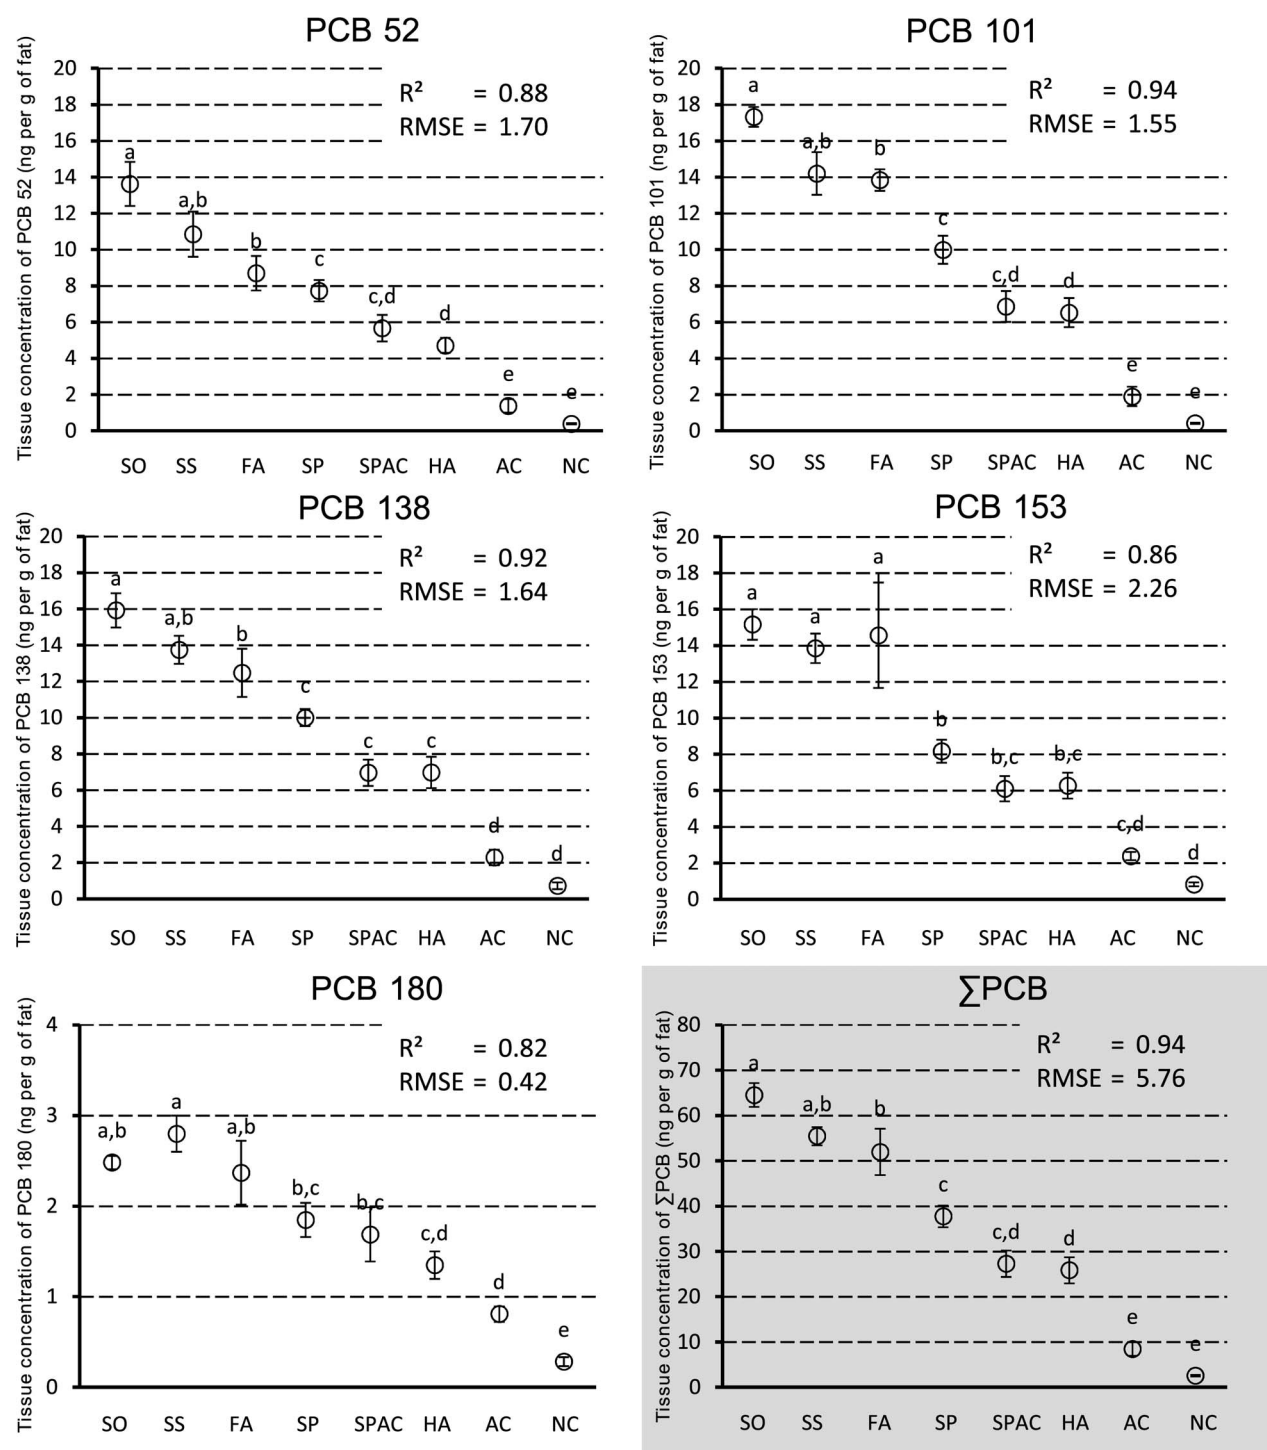 PCB 52
Tissue concentration of PCB 52 (ng per g of fat)
20
18
16
14
12
10
8
6
4
2
0
R² = 0.88
RMSE = 1.70
a
a,b
b
c
c,d
d
e
e
SO SS FA SP SPAC HA AC NC
PCB 101
Tissue concentration of PCB 101 (ng per g of fat)
20
18
16
14
12
10
8
6
4
2
0
R² = 0.94
RMSE = 1.55
a
a,b
b
c
c,d
d
e
e
SO SS FA SP SPAC HA AC NC
PCB 138
Tissue concentration of PCB 138 (ng per g of fat)
20
18
16
14
12
10
8
6
4
2
0
R² = 0.92
RMSE = 1.64
a
a,b
b
c
c
c
d
d
SO SS FA SP SPAC HA AC NC
PCB 153
Tissue concentration of PCB 153 (ng per g of fat)
20
18
16
14
12
10
8
6
4
2
0
R² = 0.86
RMSE = 2.26
a
a
a
b
b,c
b,c
c,d
d
SO SS FA SP SPAC HA AC NC
PCB 180
Tissue concentration of PCB 180 (ng per g of fat)
4
3
2
1
0
R² = 0.82
RMSE = 0.42
a,b
a
a,b
b,c
b,c
c,d
d
e
SO SS FA SP SPAC HA AC NC
∑PCB
Tissue concentration of ∑PCB (ng per g of fat)
80
70
60
50
40
30
20
10
0
R² = 0.94
RMSE = 5.76
a
a,b
b
c
c,d
d
e
e
SO SS FA SP SPAC HA AC NC